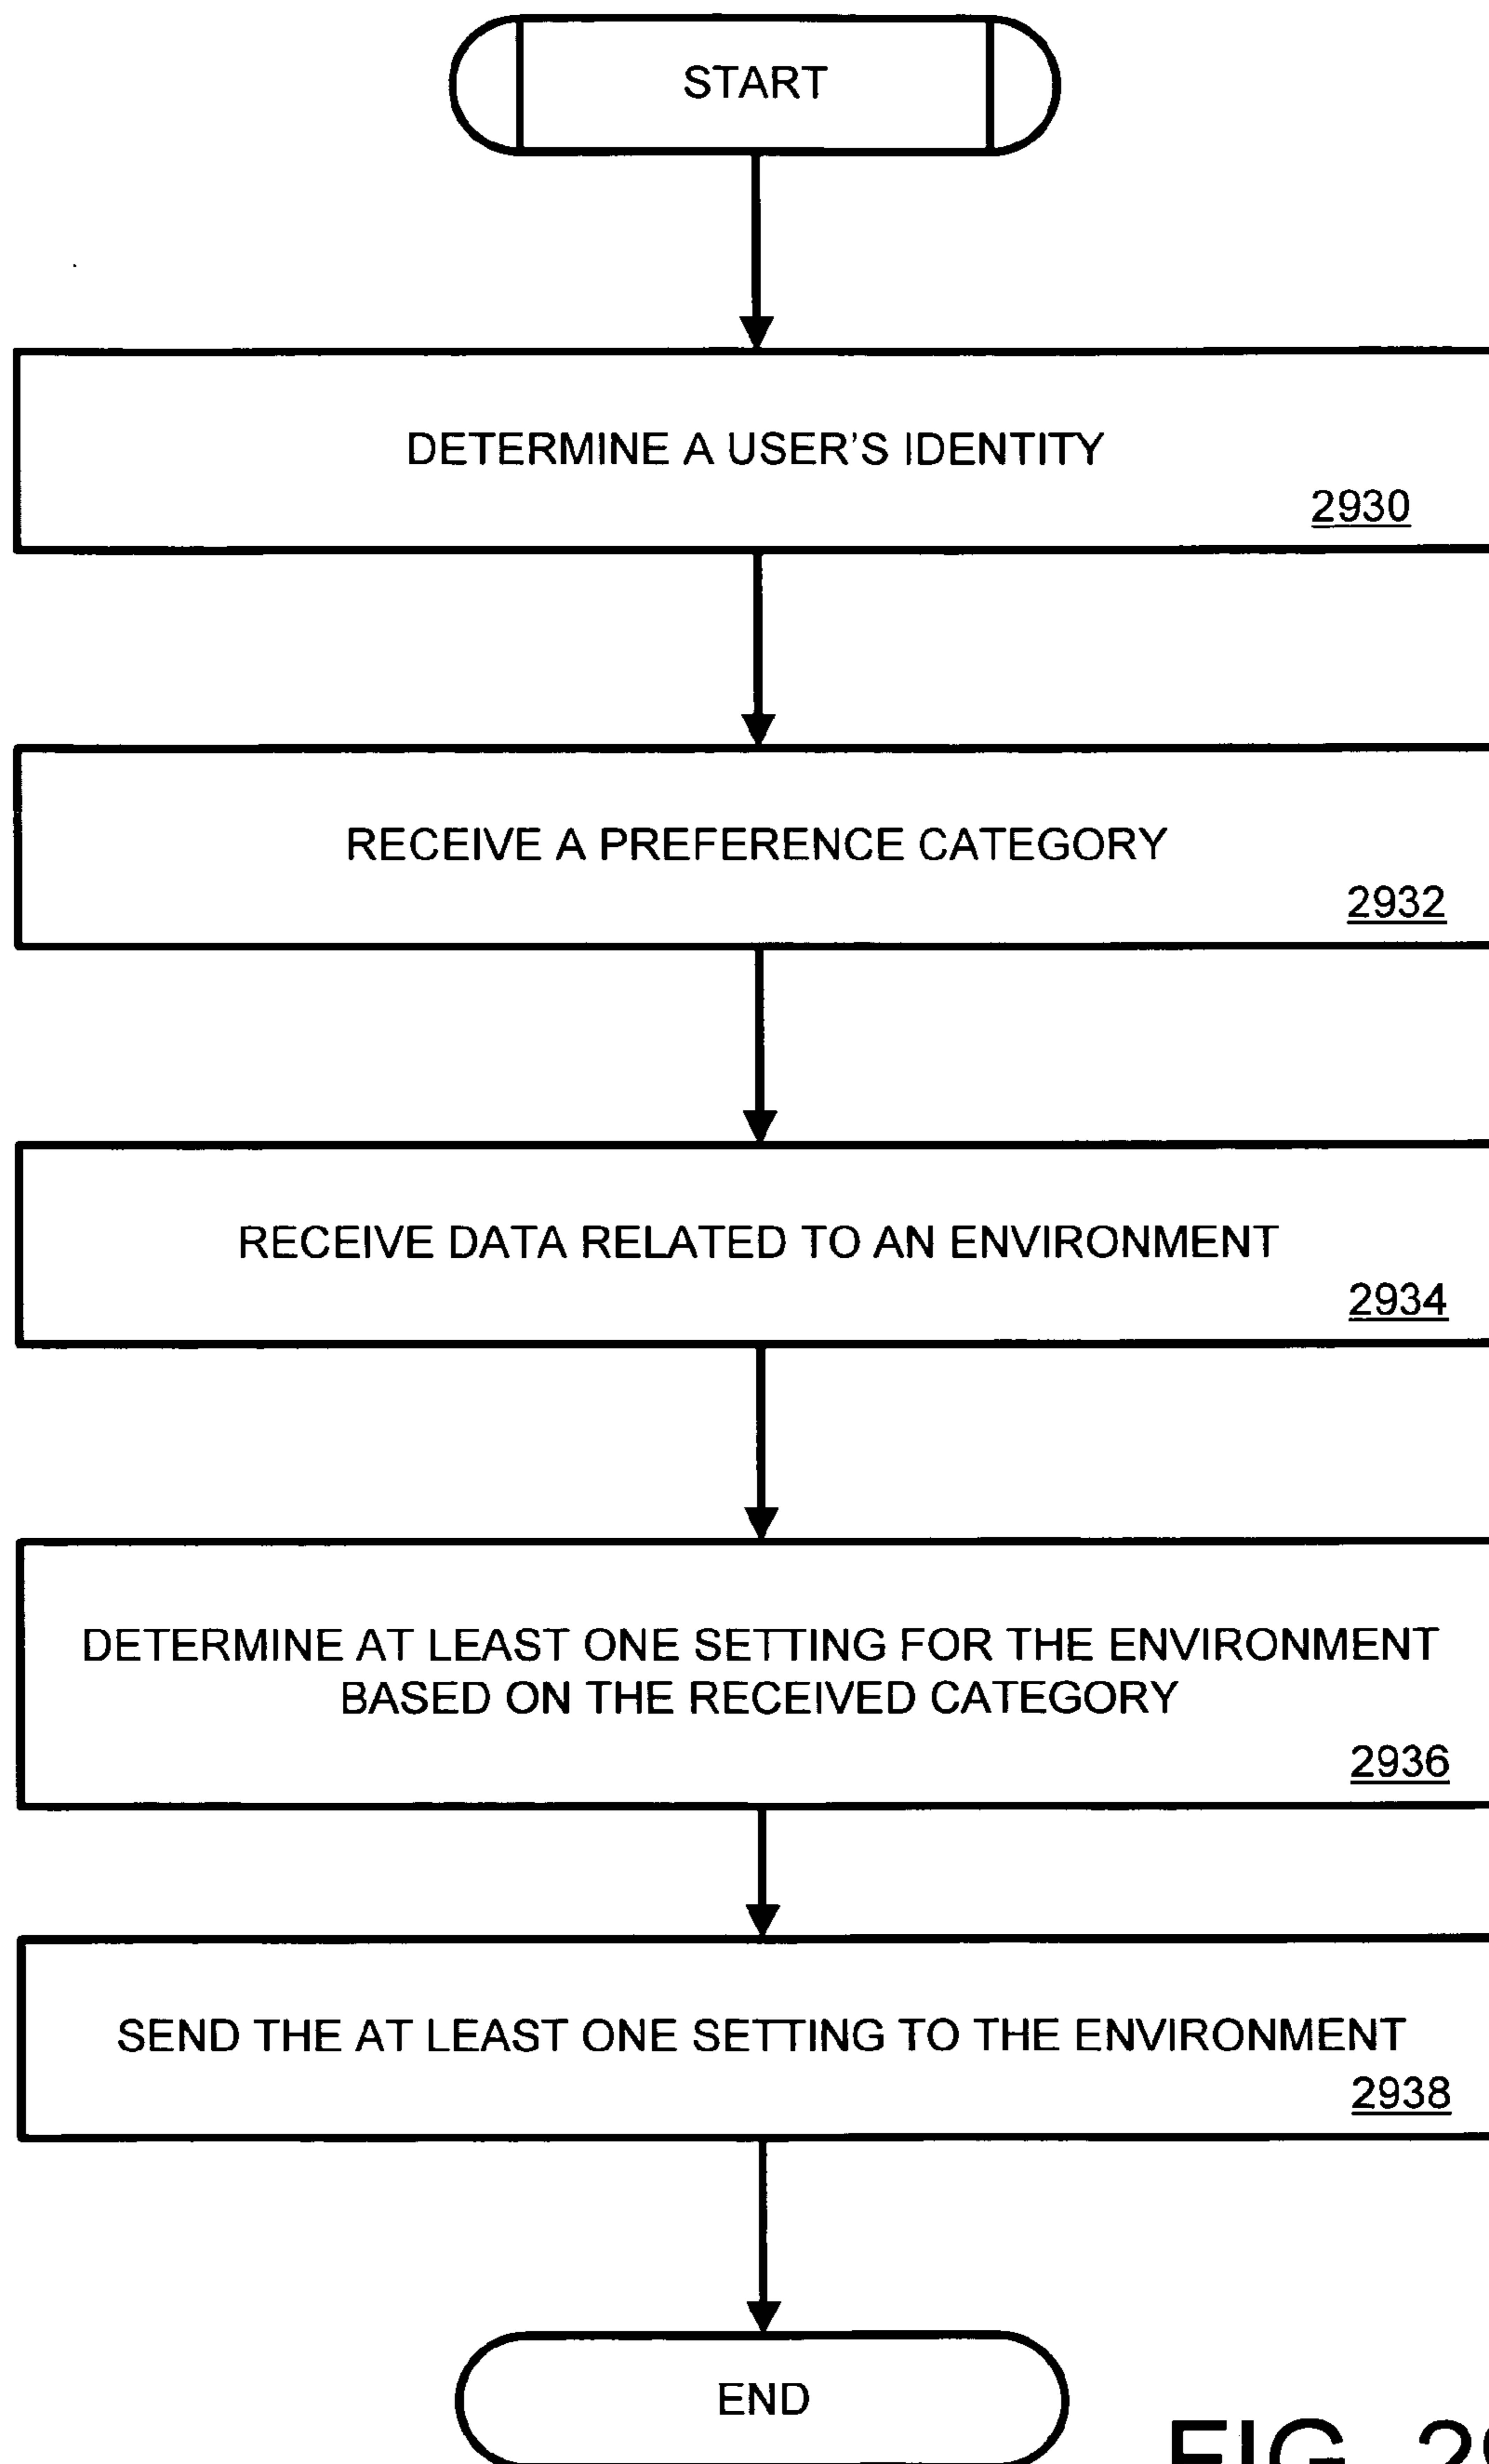 START
DETERMINE A USER'S IDENTITY
2930
RECEIVE A PREFERENCE CATEGORY
2932
RECEIVE DATA RELATED TO AN ENVIRONMENT
2934
DETERMINE AT LEAST ONE SETTING FOR THE ENVIRONMENT
BASED ON THE RECEIVED CATEGORY
2936
SEND THE AT LEAST ONE SETTING TO THE ENVIRONMENT
2938
END
FIG. 29